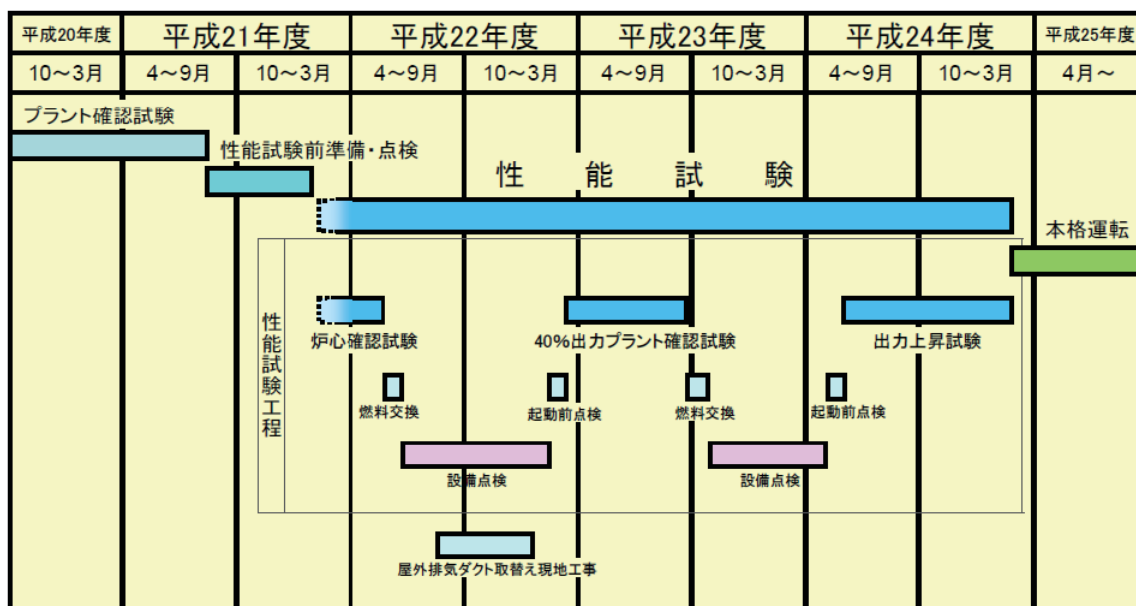 平成20年度 平成21年度 平成22年度 平成23年度 平成24年度 平成25年度
10～3月 4～9月 10～3月 4～9月 10～3月 4～9月 10～3月 4～9月 10～3月 4月～
プラント確認試験
性能試験前準備・点検
性能試験
本格運転
性能試験工程
炉心確認試験 40%出力プラント確認試験 出力上昇試験
燃料交換 起動前点検 燃料交換 起動前点検
設備点検 設備点検
屋外排気ダクト取替え現地工事